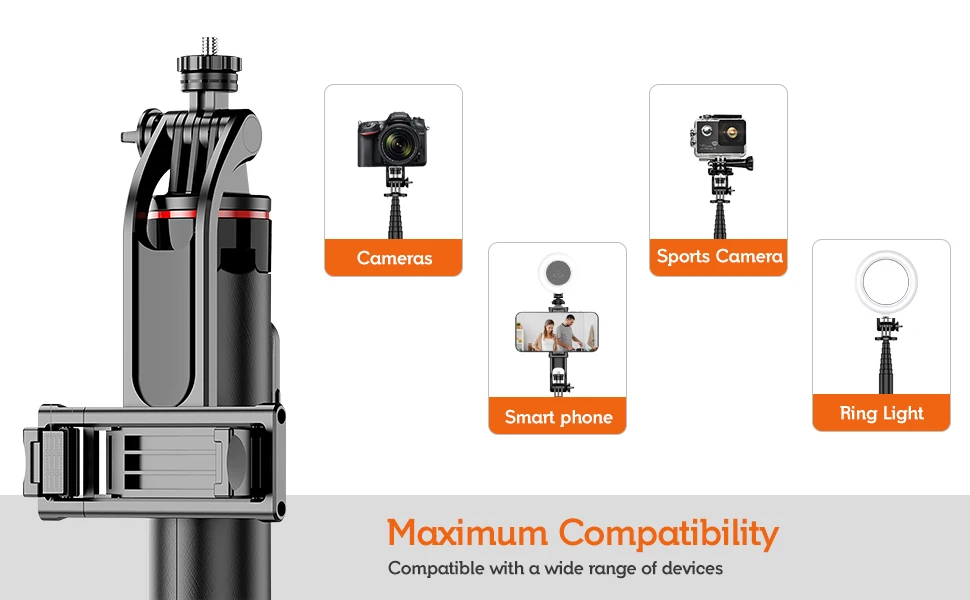 Cameras
Sports Camera
Smart phone
Ring Light
Maximum Compatibility
Compatible with a wide range of devices